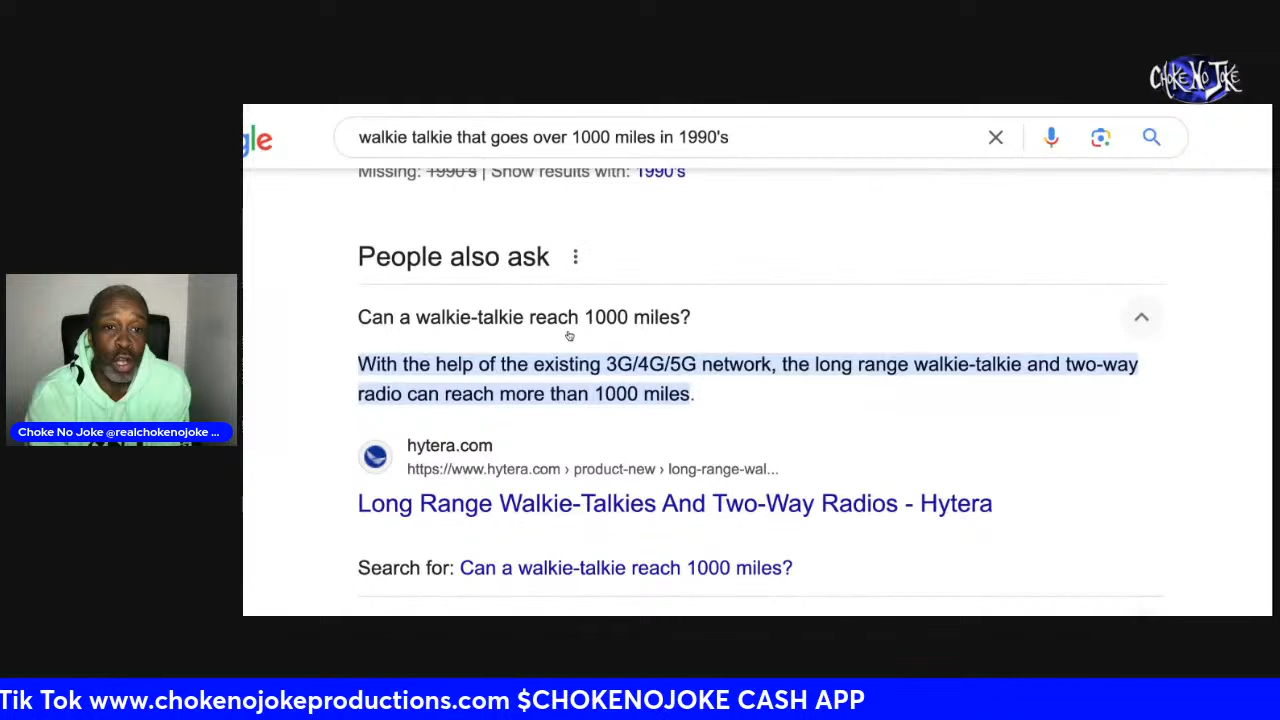 CHOKE NO JOKE
gle
walkie talkie that goes over 1000 miles in 1990's
Missing: 1990's | Show results with: 1990's
People also ask
Can a walkie-talkie reach 1000 miles?
With the help of the existing 3G/4G/5G network, the long range walkie-talkie and two-way
radio can reach more than 1000 miles.
hytera.com
https://www.hytera.com › product-new › long-range-wal...
Long Range Walkie-Talkies And Two-Way Radios - Hytera
Search for: Can a walkie-talkie reach 1000 miles?
Choke No Joke @realchokenojoke ...
Tik Tok www.chokenojokeproductions.com $CHOKENOJOKE CASH APP